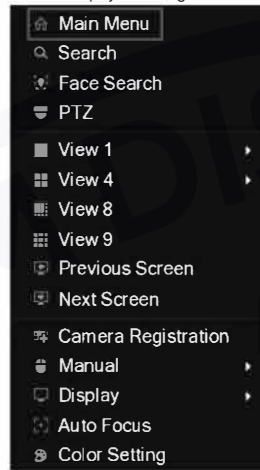 Main Menu
Search
Face Search
PTZ
View 1
View 4
View 8
View 9
Previous Screen
Next Screen
Camera Registration
Manual
Display
Auto Focus
Color Setting